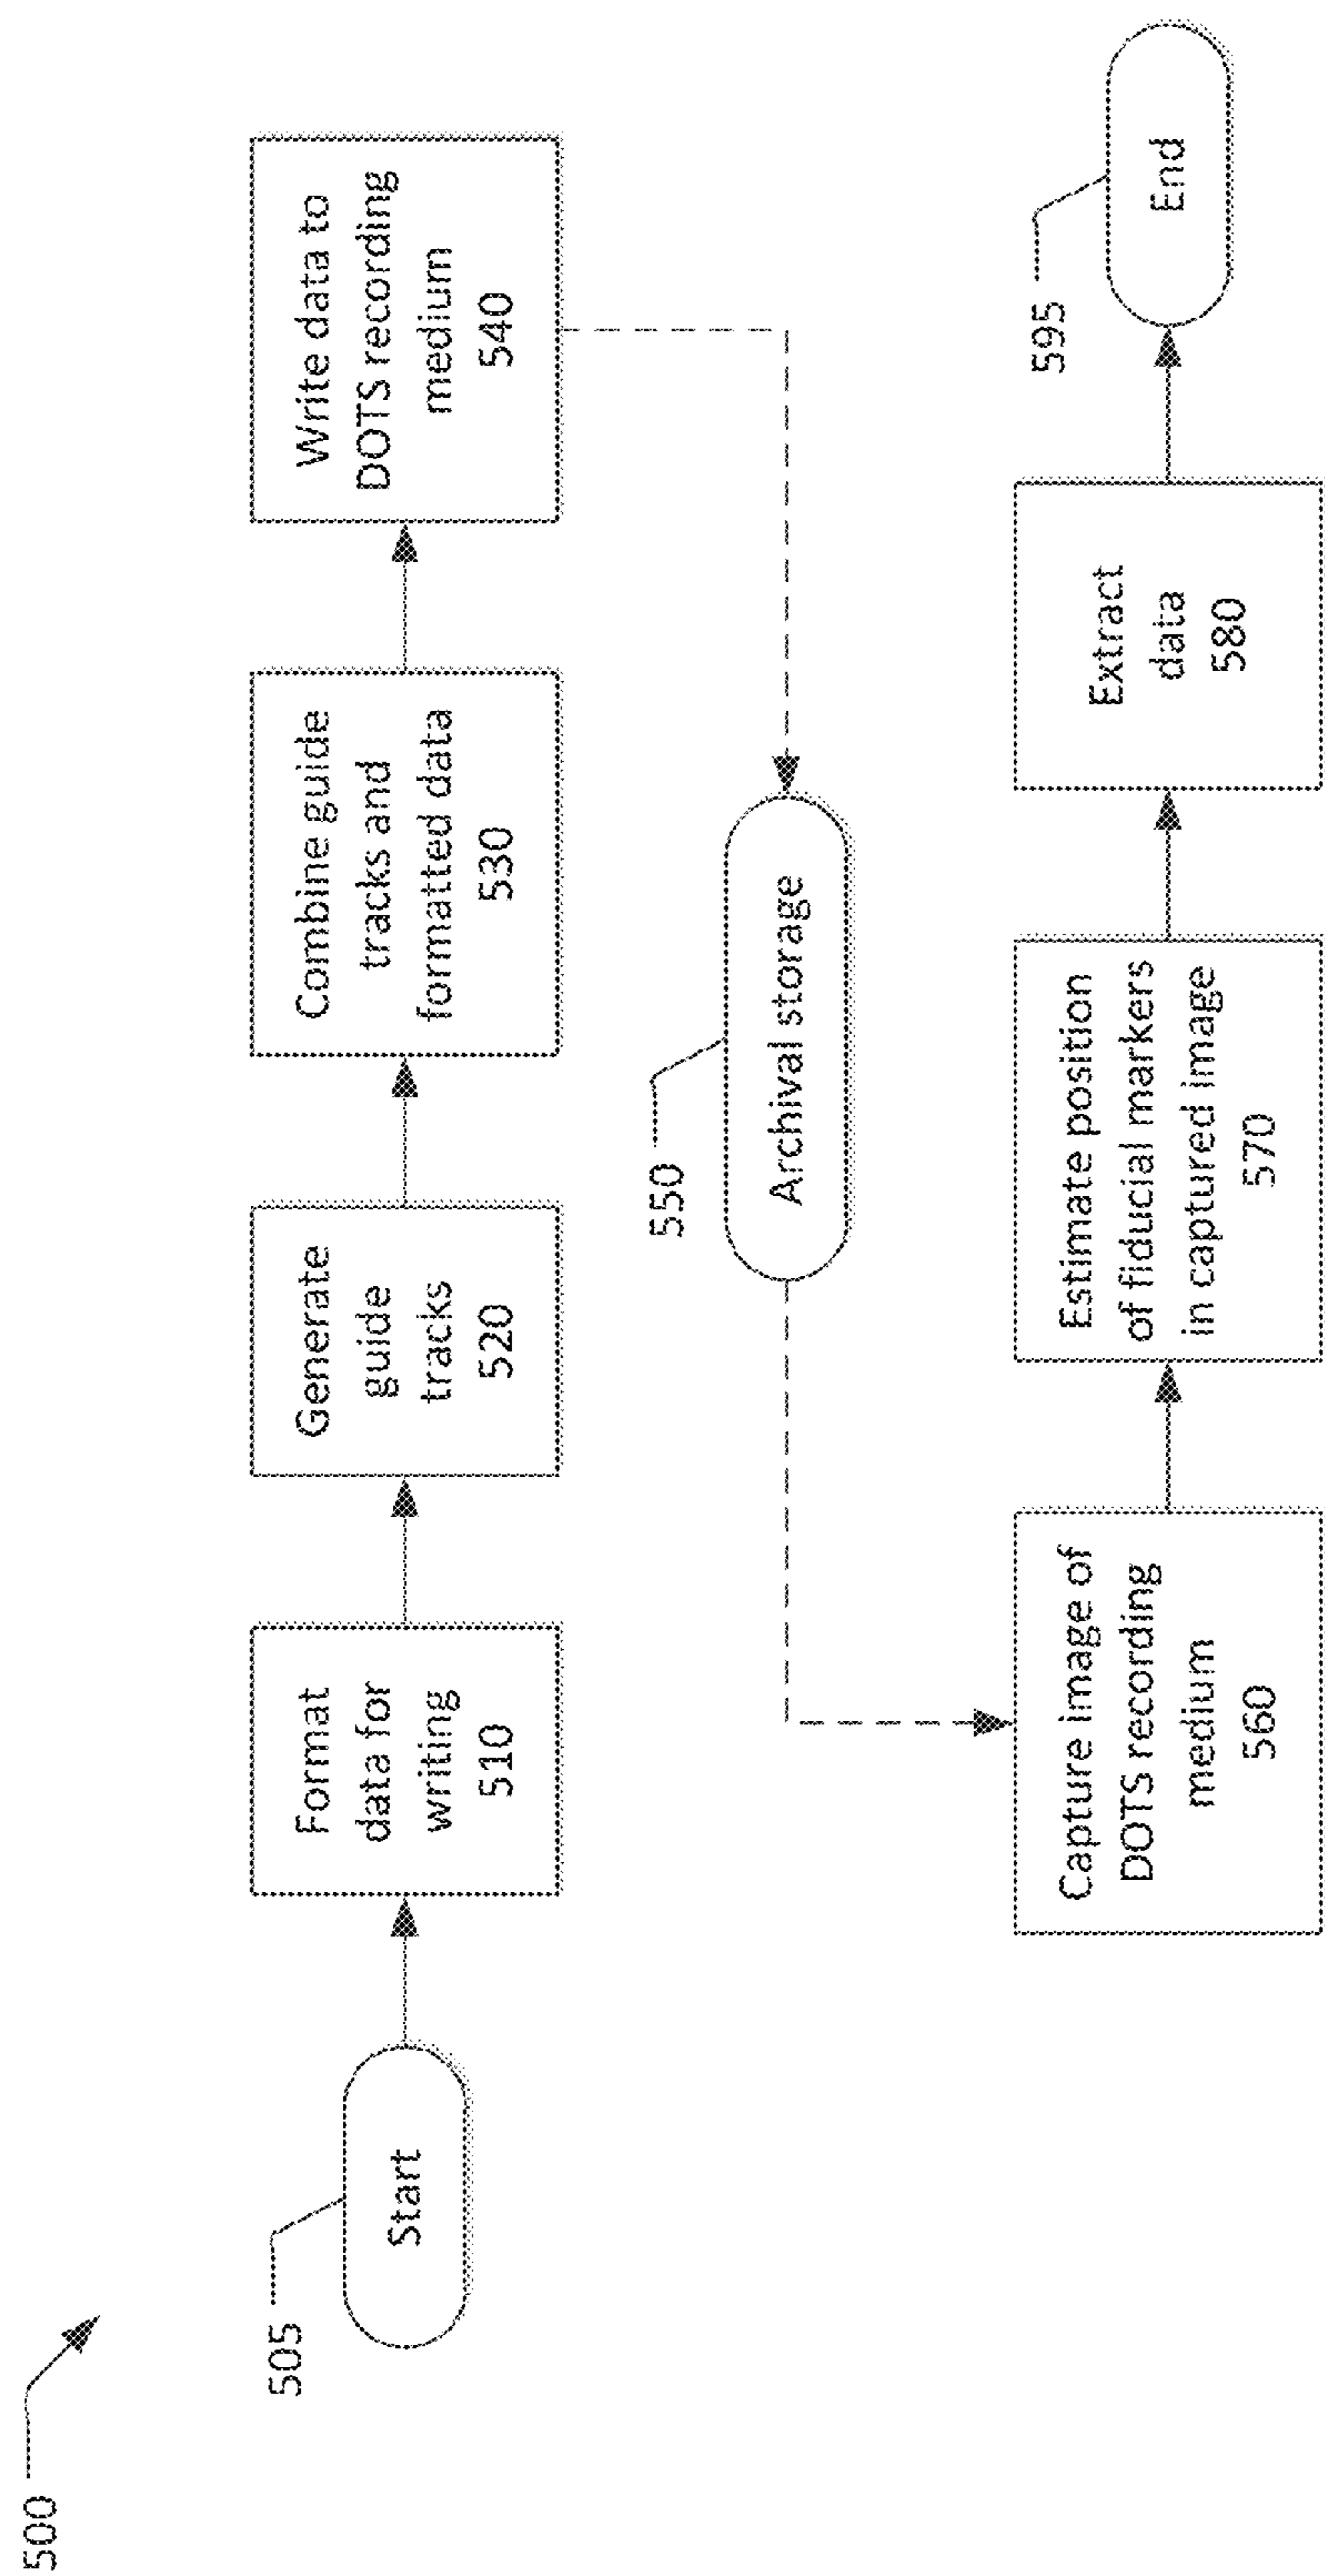 500
505
Start
Format
data for
writing
510
Generate
guide
tracks
520
Combine guide
tracks and
formatted data
530
Write data to
DOTS recording
medium
540
550
Archival storage
Capture image of
DOTS recording
medium
560
Estimate position
of fiducial markers
in captured image
570
Extract
data
580
595
End